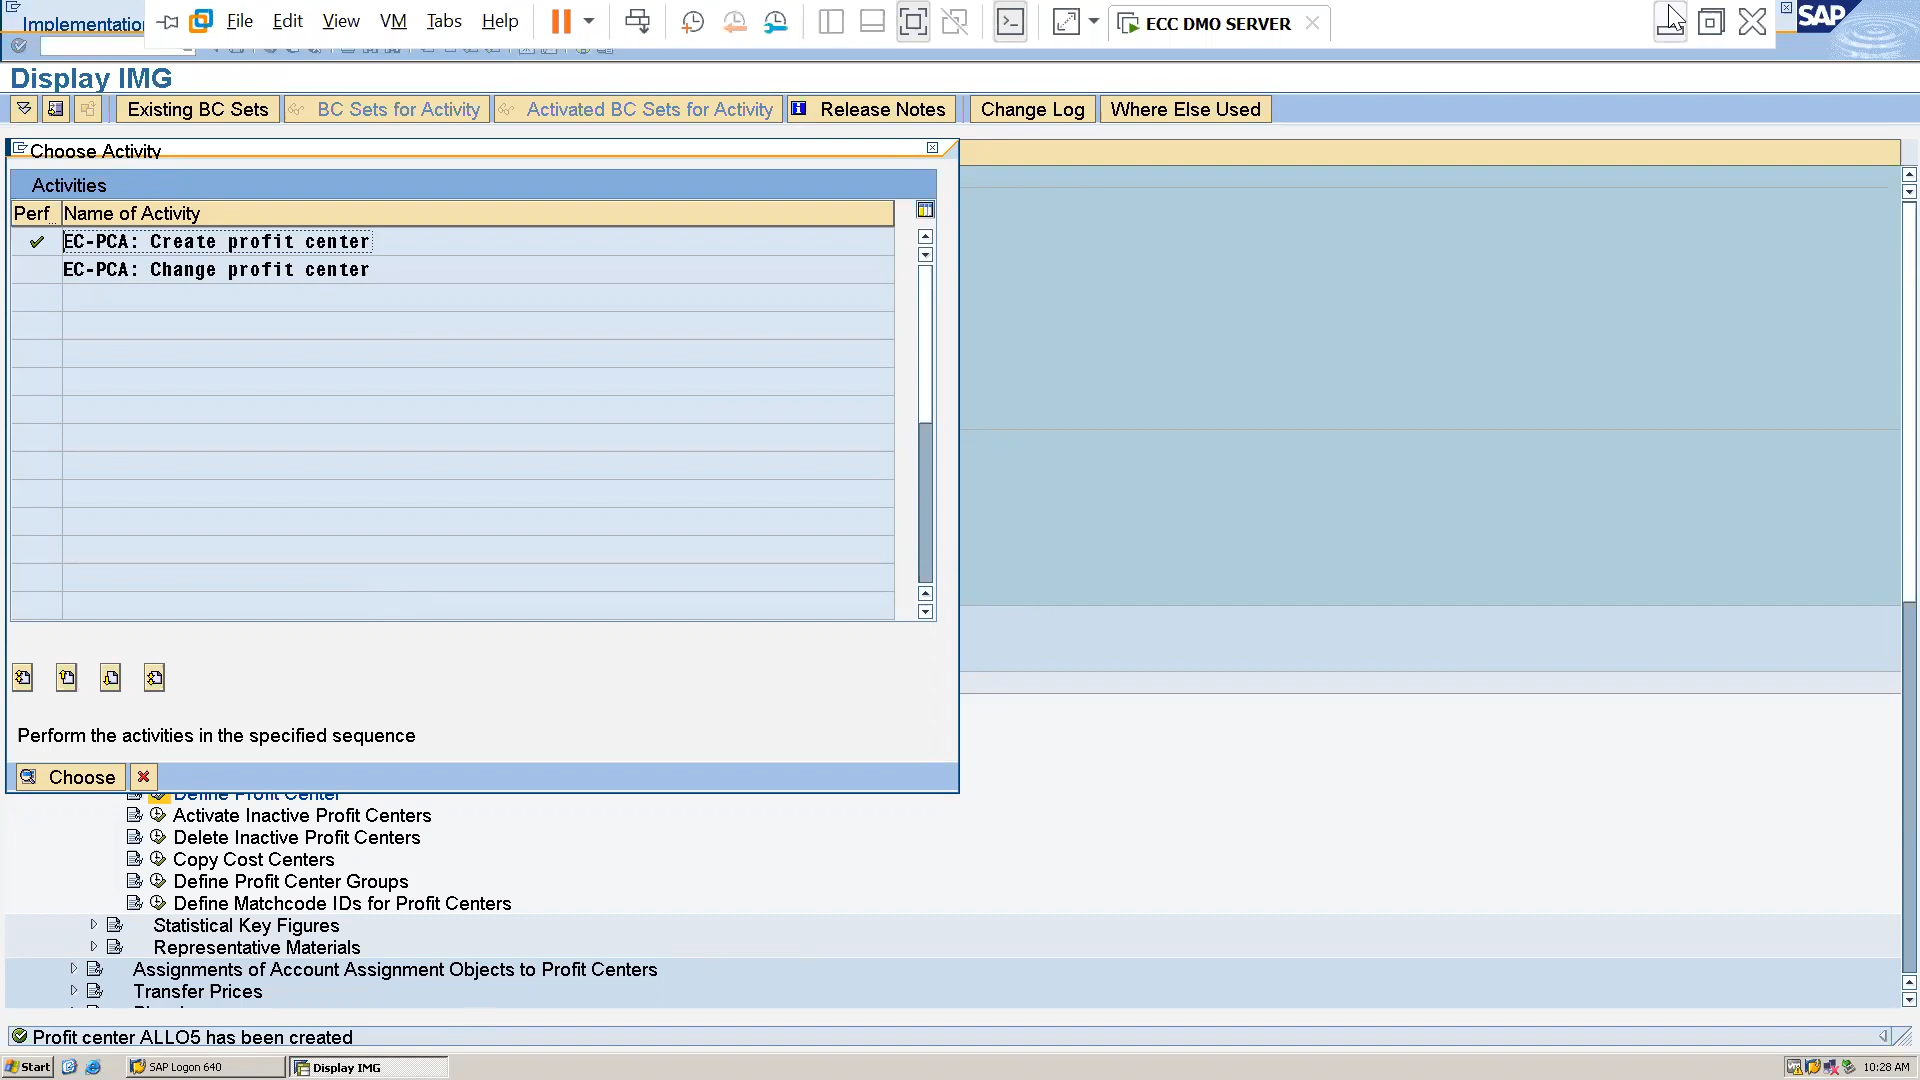 Implementatio
File Edit View VM Tabs Help
ECC DMO SERVER
SAP
Display IMG
Existing BC Sets
BC Sets for Activity
Activated BC Sets for Activity
Release Notes
Change Log
Where Else Used
Choose Activity
Activities
Perf.. Name of Activity
EC-PCA: Create profit center
EC-PCA: Change profit center
Perform the activities in the specified sequence
Choose
Define Profit Center
Activate Inactive Profit Centers
Delete Inactive Profit Centers
Copy Cost Centers
Define Profit Center Groups
Define Matchcode IDs for Profit Centers
Statistical Key Figures
Representative Materials
Assignments of Account Assignment Objects to Profit Centers
Transfer Prices
Profit center ALLO5 has been created
Start
SAP Logon 640
Display IMG
10:28 AM